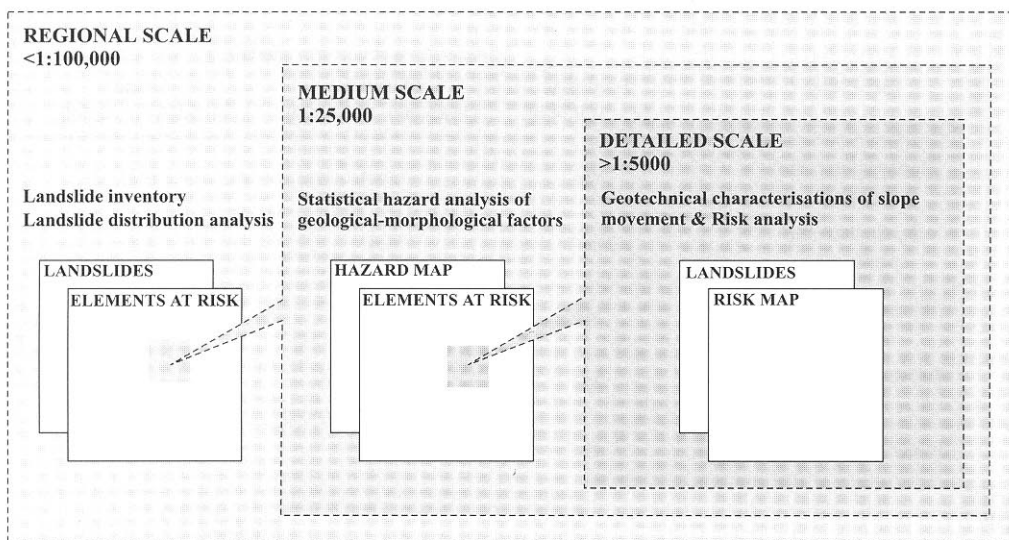 REGIONAL SCALE
<1:100,000
Landslide inventory
Landslide distribution analysis
LANDSLIDES
ELEMENTS AT RISK
MEDIUM SCALE
1:25,000
Statistical hazard analysis of
geological-morphological factors
HAZARD MAP
ELEMENTS AT RISK
DETAILED SCALE
>1:5000
Geotechnical characterisations of slope
movement & Risk analysis
LANDSLIDES
RISK MAP